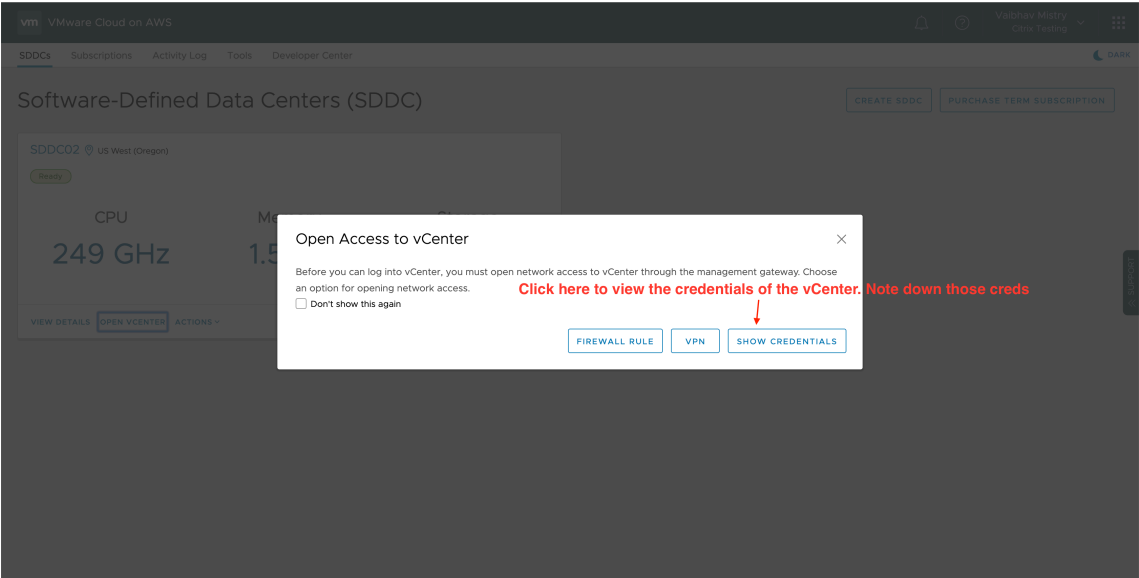 vm VMware Cloud on AWS
Vaibhav Mistry
Citrix Testing
SDDCs Subscriptions Activity Log Tools Developer Center DARK
Software-Defined Data Centers (SDDC)
CREATE SDDC PURCHASE TERM SUBSCRIPTION
SDDC02 US West (Oregon)
Ready
CPU
249 GHz
Open Access to vCenter
Before you can log into vCenter, you must open network access to vCenter through the management gateway. Choose
an option for opening network access.
Click here to view the credentials of the vCenter. Note down those creds
Don't show this again
FIREWALL RULE VPN SHOW CREDENTIALS
VIEW DETAILS OPEN VCENTER ACTIONS
SUPPORT